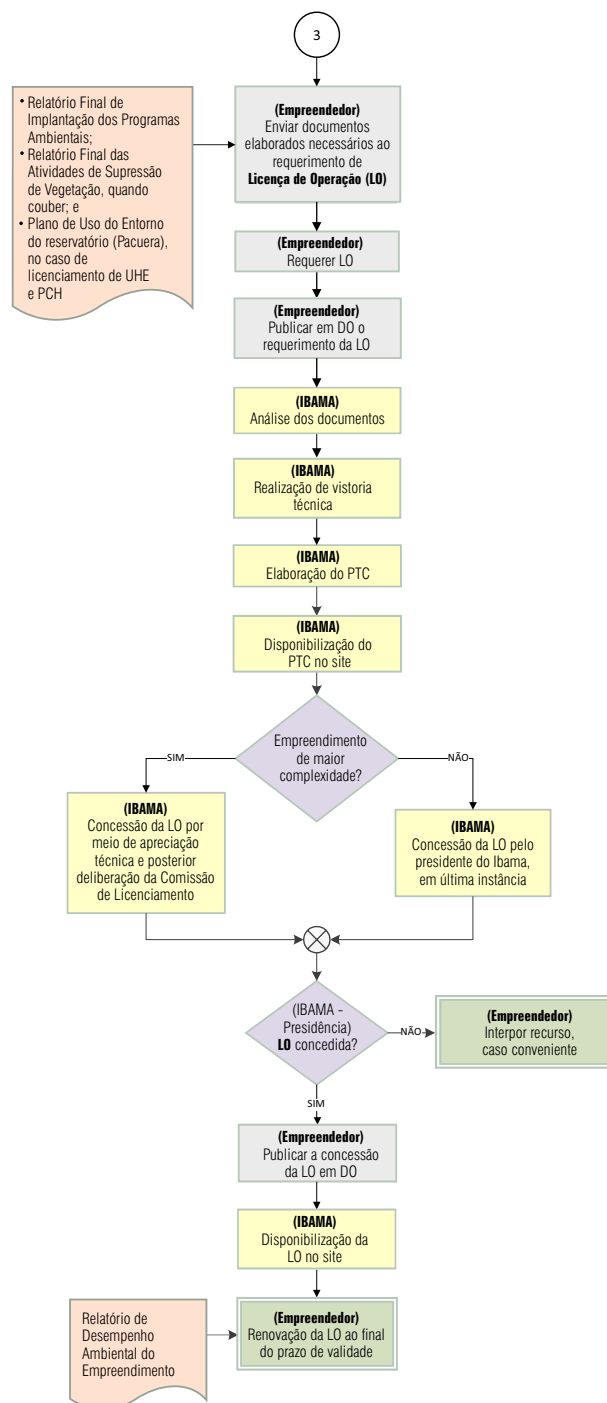 3
• Relatório Final de
Implantação dos Programas
Ambientais;
• Relatório Final das
Atividades de Supressão
de Vegetação, quando
couber; e
• Plano de Uso do Entorno
do reservatório (Pacuera),
no caso de
licenciamento de UHE
e PCH
(Empreendedor)
Enviar documentos
elaborados necessários ao
requerimento de
Licença de Operação (LO)
(Empreendedor)
Requerer LO
(Empreendedor)
Publicar em DO o
requerimento da LO
(IBAMA)
Análise dos documentos
(IBAMA)
Realização de vistoria
técnica
(IBAMA)
Elaboração do PTC
(IBAMA)
Disponibilização do
PTC no site
Empreendimento
de maior
complexidade?
SIM
NÃO
(IBAMA)
Concessão da LO por
meio de apreciação
técnica e posterior
deliberação da Comissão
de Licenciamento
(IBAMA)
Concessão da LO pelo
presidente do Ibama,
em última instância
(IBAMA -
Presidência)
LO concedida?
NÃO
(Empreendedor)
Interpor recurso,
caso conveniente
SIM
(Empreendedor)
Publicar a concessão
da LO em DO
(IBAMA)
Disponibilização da
LO no site
Relatório de
Desempenho
Ambiental do
Empreendimento
(Empreendedor)
Renovação da LO ao final
do prazo de validade